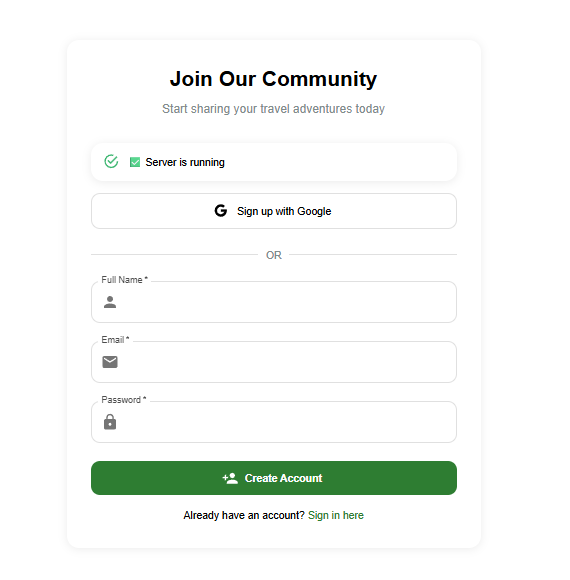 Join Our Community
Start sharing your travel adventures today
✅ Server is running
Sign up with Google
OR
Full Name *
Email *
Password *
Create Account
Already have an account? Sign in here